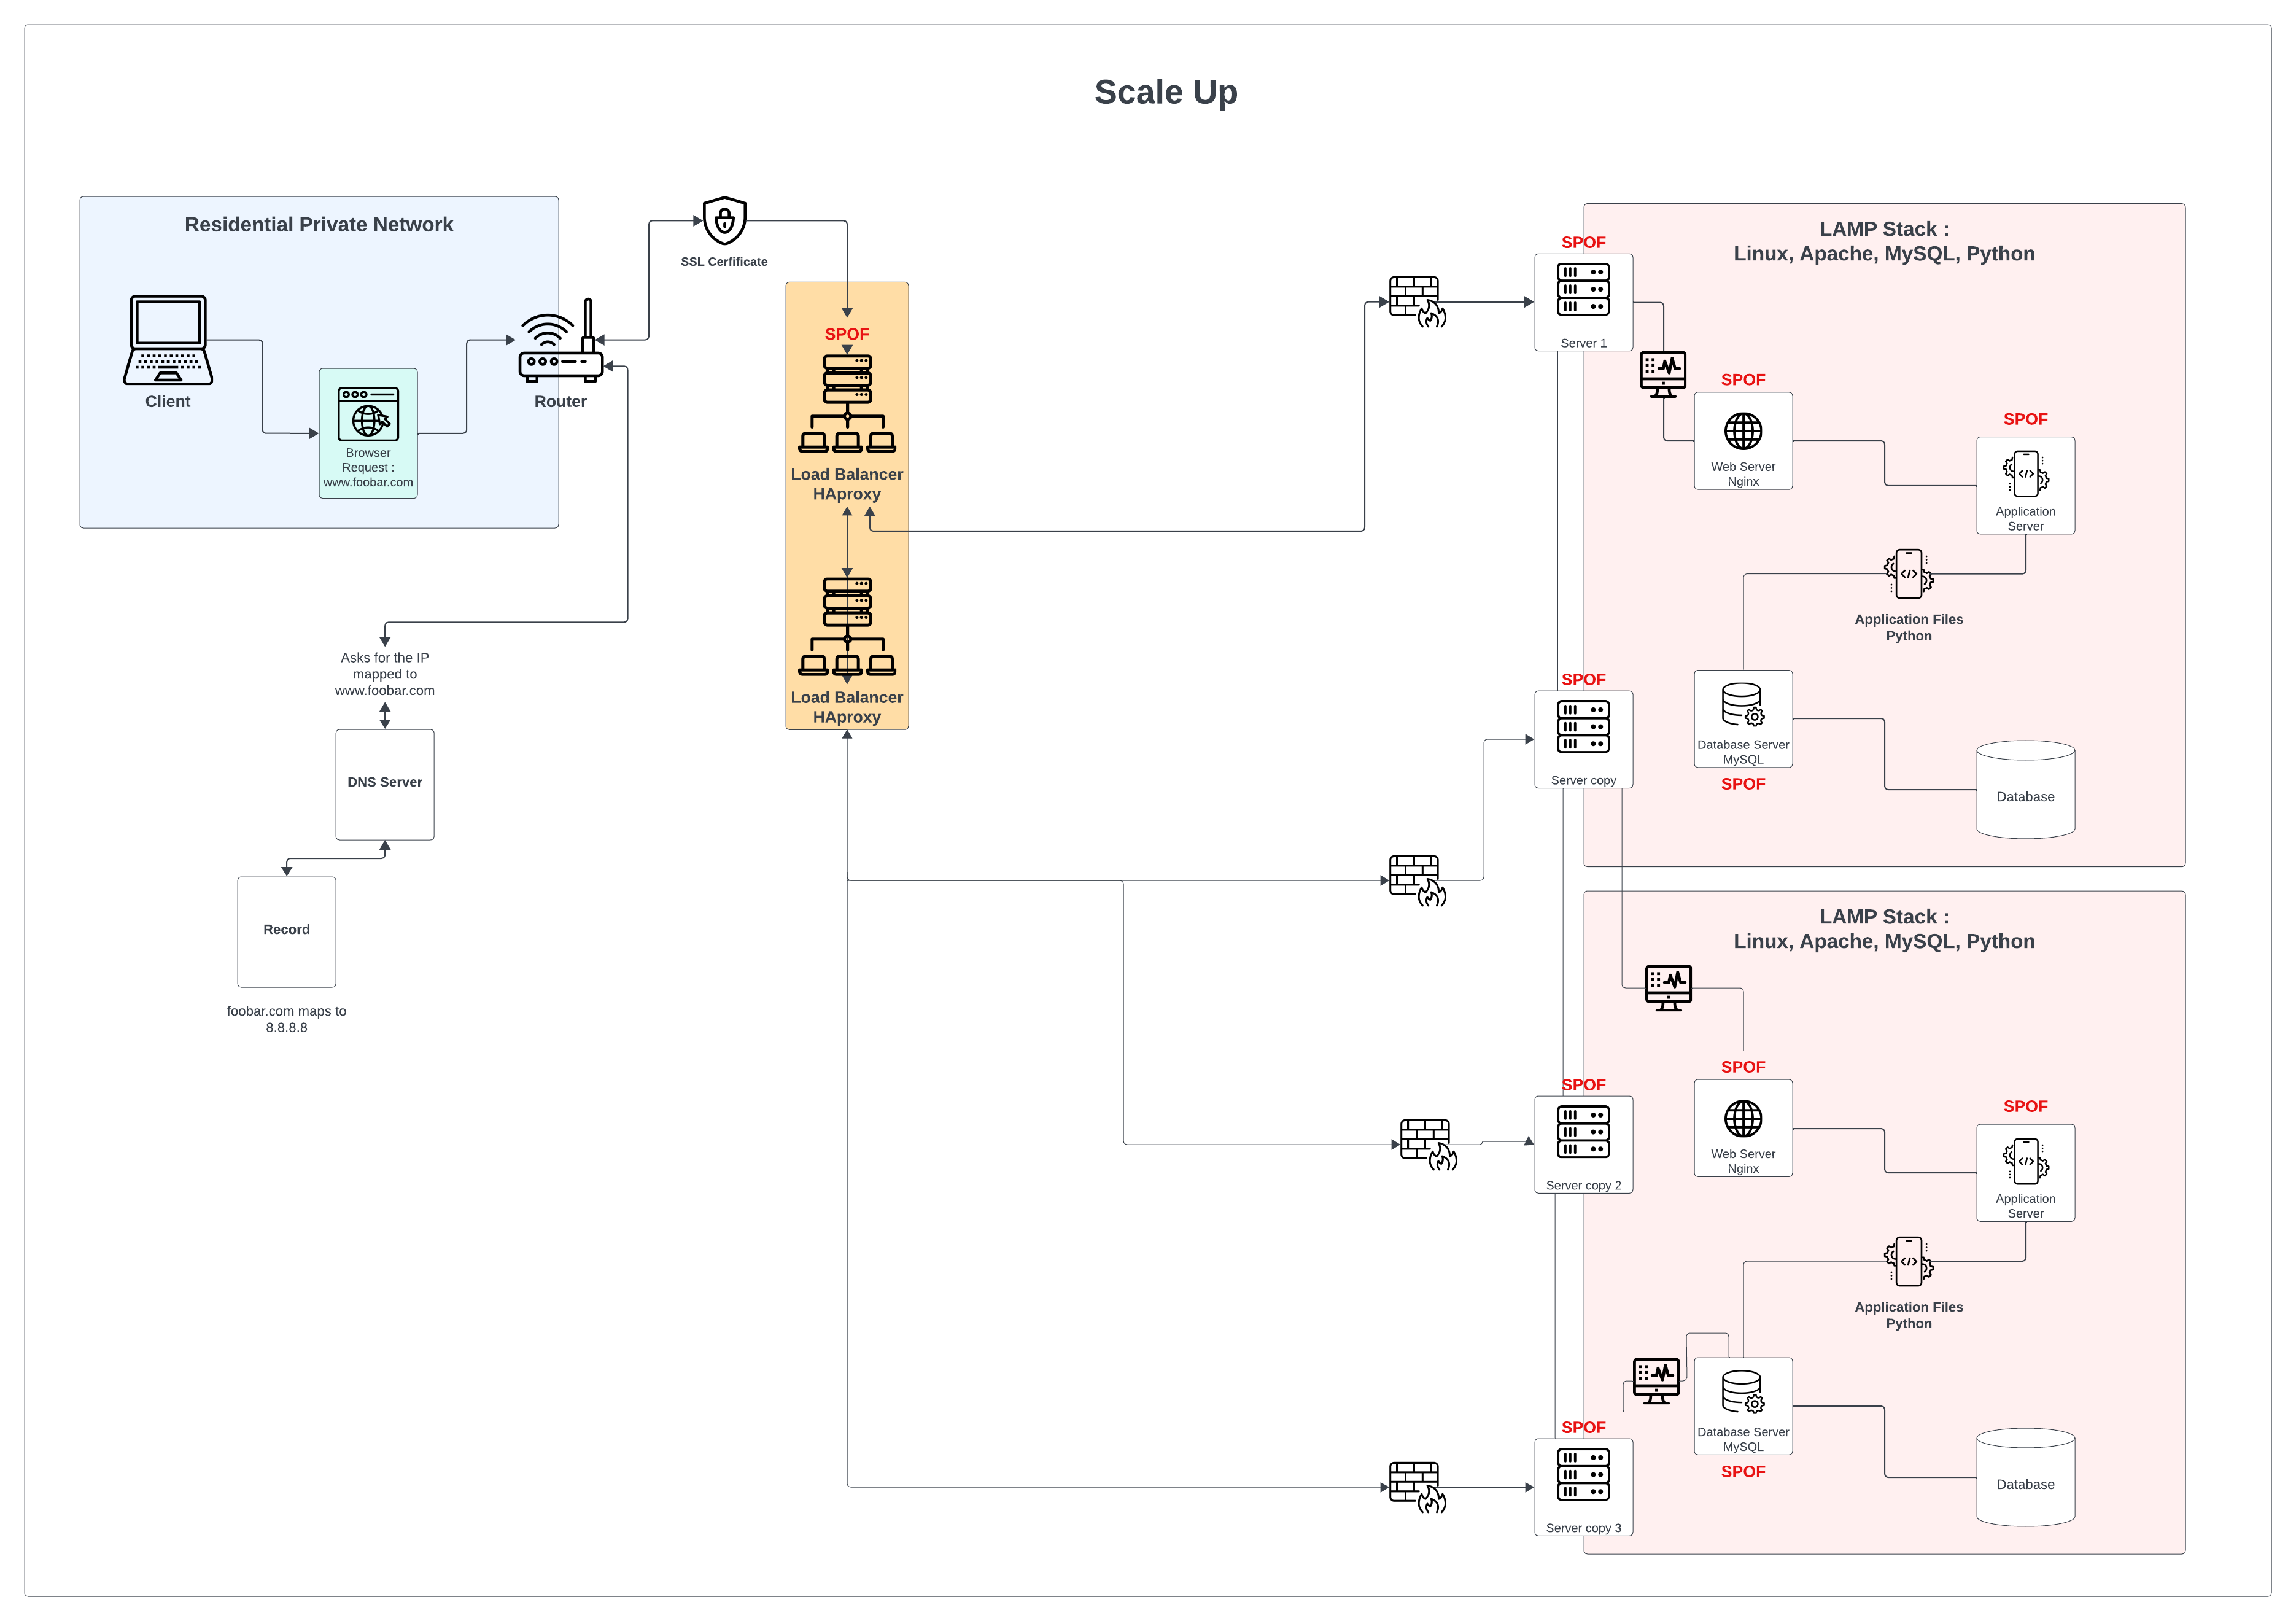 Scale Up
Residential Private Network
Client
Browser
Request :
www.foobar.com
Router
SSL Cerfificate
Asks for the IP
mapped to
www.foobar.com
DNS Server
Record
foobar.com maps to
8.8.8.8
SPOF
Load Balancer
HAproxy
Load Balancer
HAproxy
SPOF
Server 1
SPOF
Server copy
SPOF
Server copy 2
SPOF
Server copy 3
LAMP Stack :
Linux, Apache, MySQL, Python
SPOF
Web Server
Nginx
SPOF
Application
Server
Application Files
Python
Database Server
MySQL
SPOF
Database
LAMP Stack :
Linux, Apache, MySQL, Python
SPOF
Web Server
Nginx
SPOF
Application
Server
Application Files
Python
Database Server
MySQL
SPOF
Database